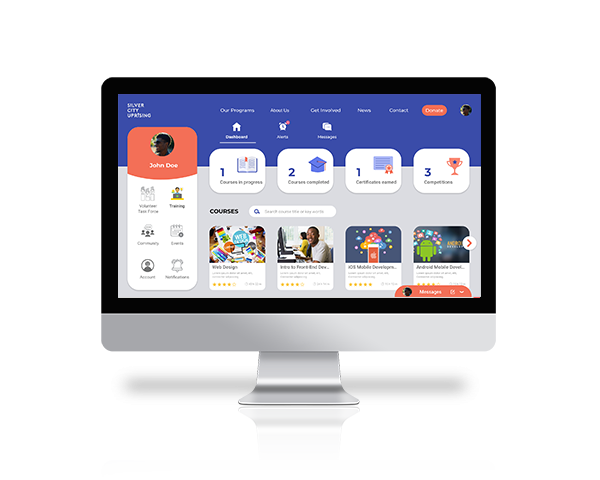 SILVER
CITY
UPRISING
Our Programs
About Us
Get Involved
News
Contact
Donate
Dashboard
Alerts
Messages
John Doe
Volunteer
Task Force
Training
Community
Events
Account
Notifications
1
Courses in progress
2
Courses completed
1
Certificates earned
3
Competitions
COURSES
Search course title or key words
Web Design
Intro to Front End Dev...
iOS Mobile Developm...
Android Mobile Devel...
Messages